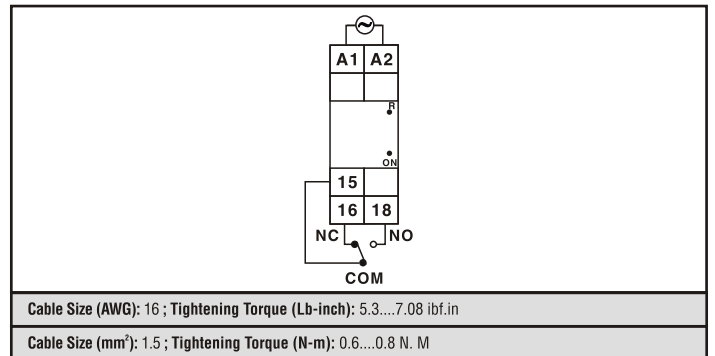 A1 A2
R
ON
15
16 18
NC NO
COM
Cable Size (AWG): 16 ; Tightening Torque (Lb-inch): 5.3....7.08 ibf.in
Cable Size (mm²): 1.5 ; Tightening Torque (N-m): 0.6....0.8 N. M